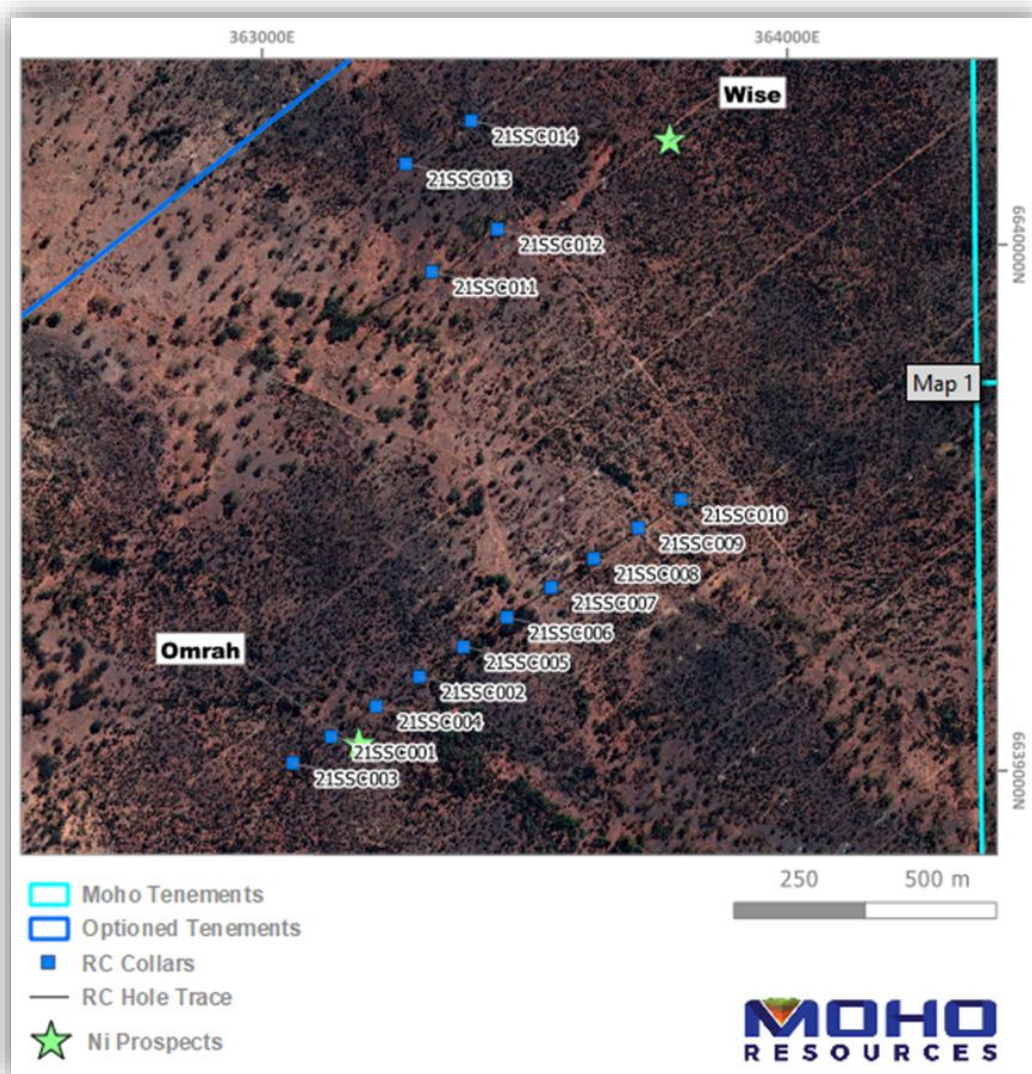 363000E
364000E
Wise
21SSC014
21SSC013
21SSC012
6640000N
21SSC011
Map 1
21SSC010
21SSC009
21SSC008
21SSC007
21SSC006
Omrah
21SSC005
21SSC002
21SSC004
21SSC001
6639000N
21SSC003
250 500 m
Moho Tenements
Optioned Tenements
RC Collars
RC Hole Trace
Ni Prospects
MOHO
RESOURCES